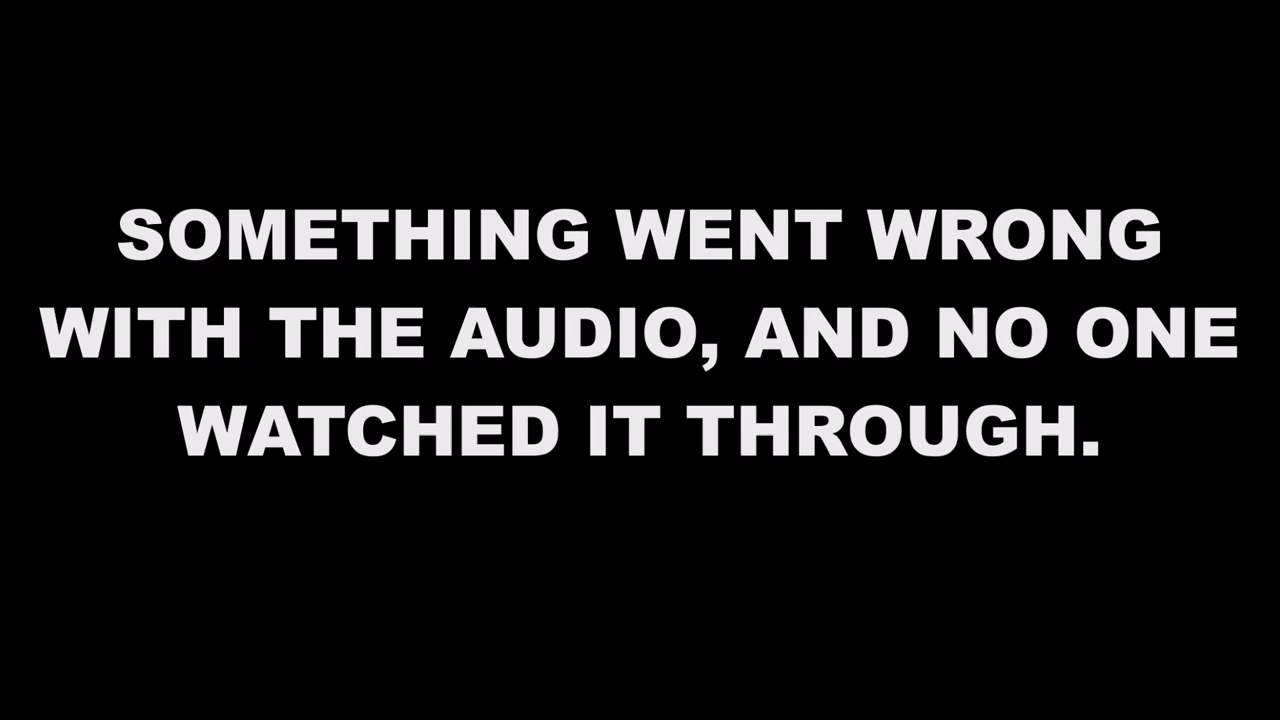 SOMETHING WENT WRONG
WITH THE AUDIO, AND NO ONE
WATCHED IT THROUGH.